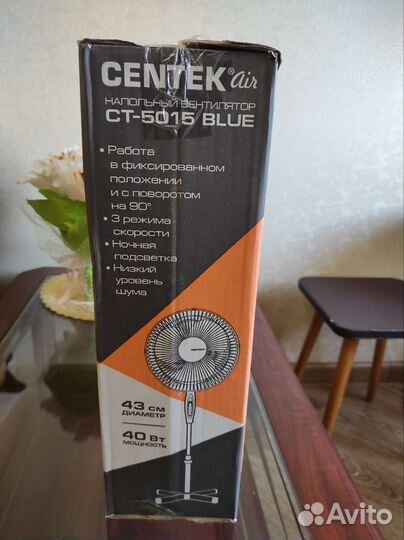 CENTEK® air
НАПОЛЬНЫЙ ВЕНТИЛЯТОР
CT-5015 BLUE
• Работа
в фиксированном
положении
и с поворотом
на 90°
• 3 режима
скорости
• Ночная
подсветка
• Низкий
уровень
шума
CENTEK
43 см
ДИАМЕТР
40 Вт
МОЩНОСТЬ
Avito